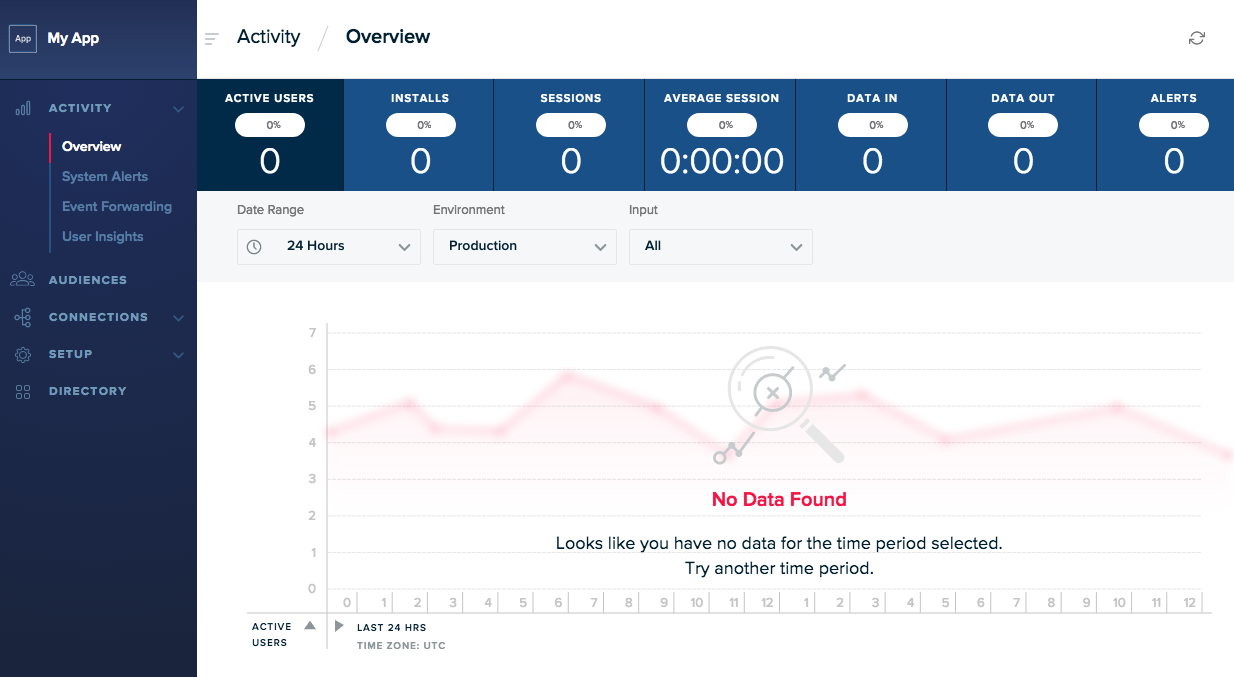 App My App
Activity / Overview
ACTIVITY
Overview
System Alerts
Event Forwarding
User Insights
AUDIENCES
CONNECTIONS
SETUP
DIRECTORY
ACTIVE USERS INSTALLS SESSIONS AVERAGE SESSION DATA IN DATA OUT ALERTS
0% 0% 0% 0% 0% 0% 0%
0 0 0 0:00:00 0 0 0
Date Range Environment Input
24 Hours Production All
7
6
5
4
3
2
1
0
No Data Found
Looks like you have no data for the time period selected.
Try another time period.
0 1 2 3 4 5 6 7 8 9 10 11 12 1 2 3 4 5 6 7 8 9 10 11 12
ACTIVE
USERS
LAST 24 HRS
TIME ZONE: UTC